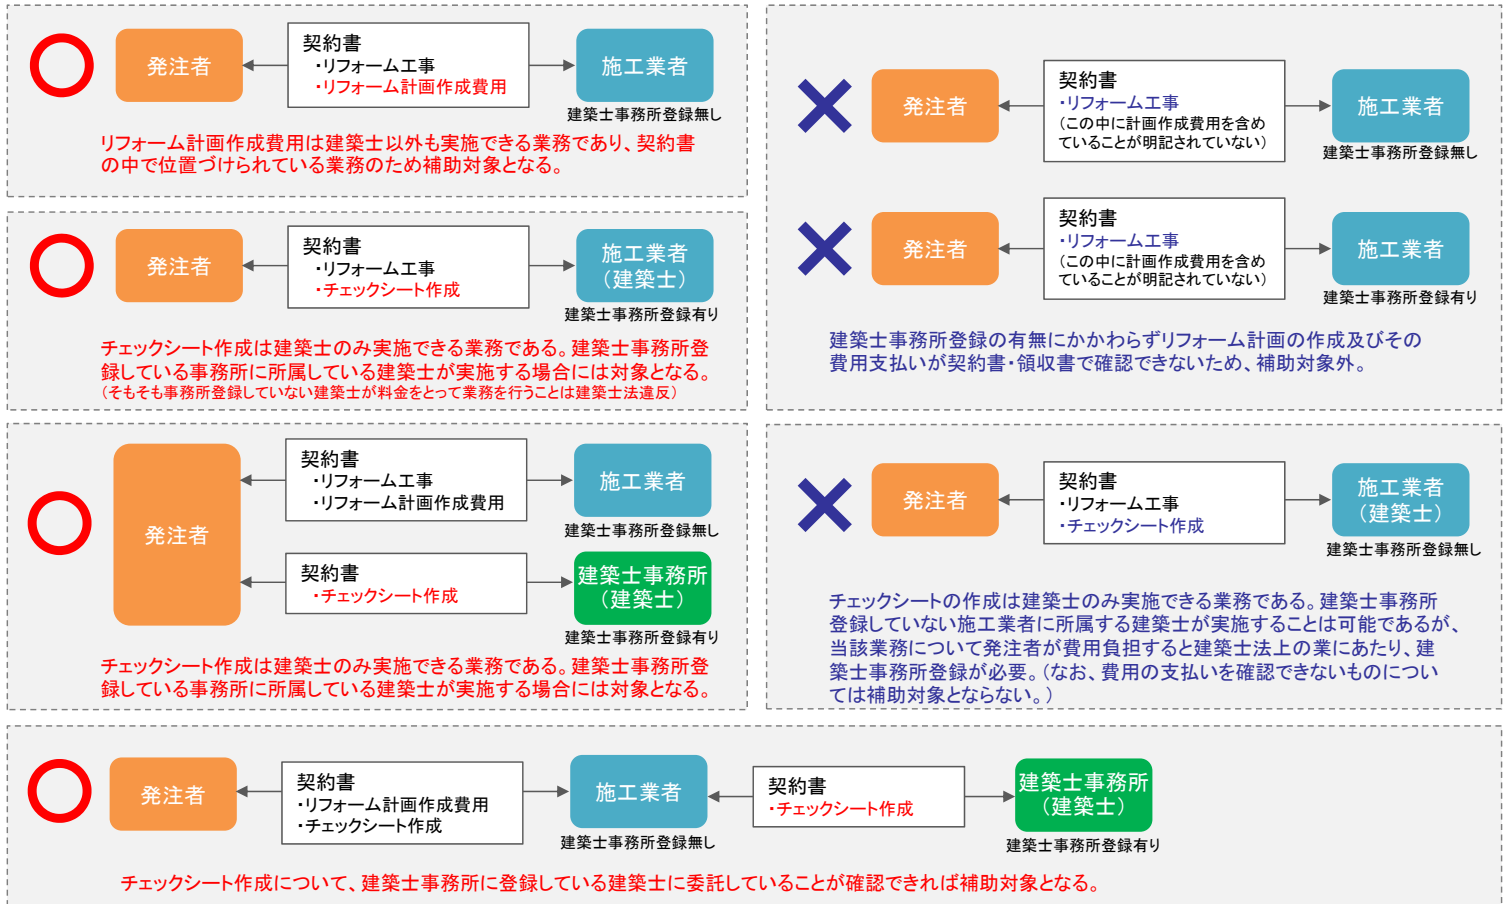 発注者
契約書
・リフォーム工事
・リフォーム計画作成費用
施工業者
建築士事務所登録無し
リフォーム計画作成費用は建築士以外も実施できる業務であり、契約書
の中で位置づけられている業務のため補助対象となる。
発注者
契約書
・リフォーム工事
・チェックシート作成
施工業者
（建築士）
建築士事務所登録有り
チェックシート作成は建築士のみ実施できる業務である。建築士事務所登
録している事務所に所属している建築士が実施する場合には対象となる。
（そもそも事務所登録していない建築士が料金をとって業務を行うことは建築士法違反）
発注者
契約書
・リフォーム工事
・リフォーム計画作成費用
施工業者
建築士事務所登録無し
契約書
・チェックシート作成
建築士事務所
（建築士）
建築士事務所登録有り
チェックシート作成は建築士のみ実施できる業務である。建築士事務所登
録している事務所に所属している建築士が実施する場合には対象となる。
発注者
契約書
・リフォーム工事
（この中に計画作成費用を含め
ていることが明記されていない）
施工業者
建築士事務所登録無し
発注者
契約書
・リフォーム工事
（この中に計画作成費用を含め
ていることが明記されていない）
施工業者
建築士事務所登録有り
建築士事務所登録の有無にかかわらずリフォーム計画の作成及びその
費用支払いが契約書・領収書で確認できないため、補助対象外。
発注者
契約書
・リフォーム工事
・チェックシート作成
施工業者
（建築士）
建築士事務所登録無し
チェックシートの作成は建築士のみ実施できる業務である。建築士事務所
登録していない施工業者に所属する建築士が実施することは可能であるが、
当該業務について発注者が費用負担すると建築士法上の業にあたり、建
築士事務所登録が必要。（なお、費用の支払いを確認できないものについ
ては補助対象とならない。）
発注者
契約書
・リフォーム計画作成費用
・チェックシート作成
施工業者
建築士事務所登録無し
契約書
・チェックシート作成
建築士事務所
（建築士）
建築士事務所登録有り
チェックシート作成について、建築士事務所に登録している建築士に委託していることが確認できれば補助対象となる。